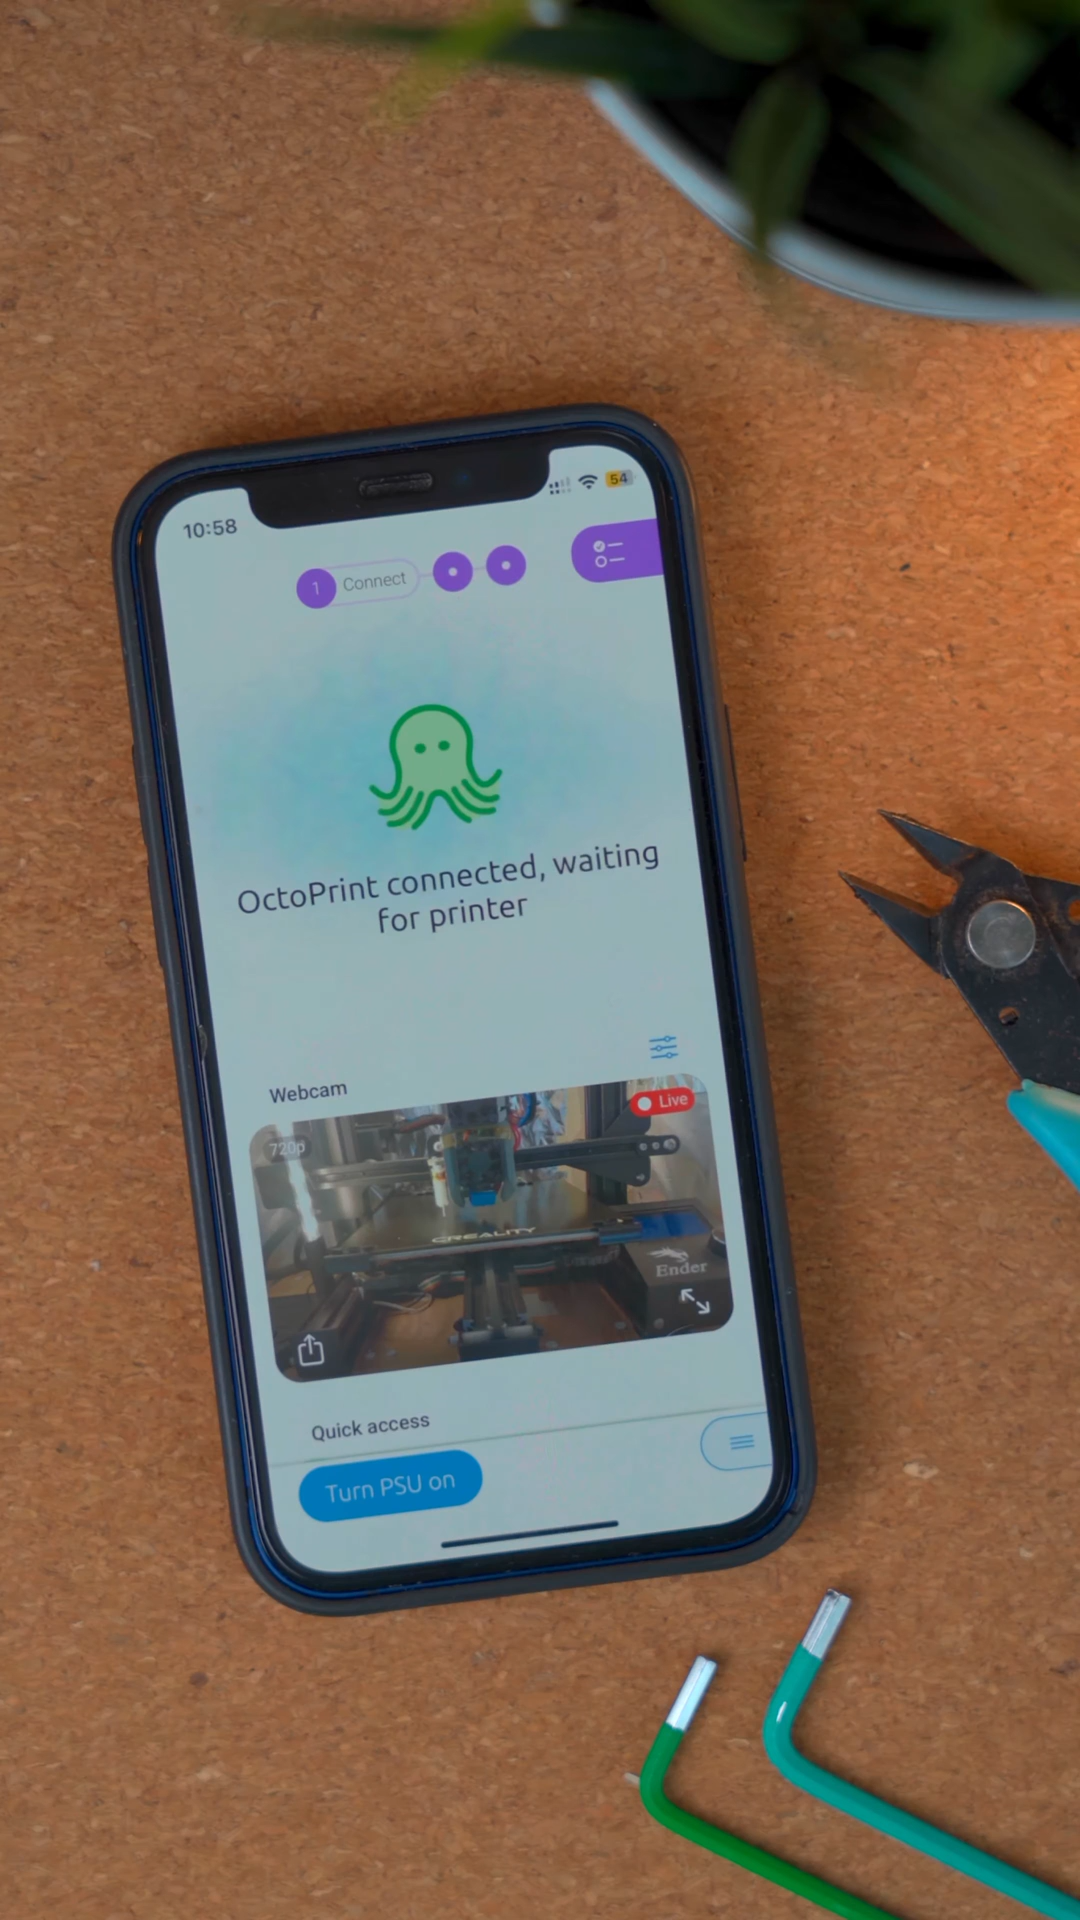 10:58
54
1 Connect
OctoPrint connected, waiting
for printer
Webcam
Live
720p
CREALITY
Ender
Quick access
Turn PSU on